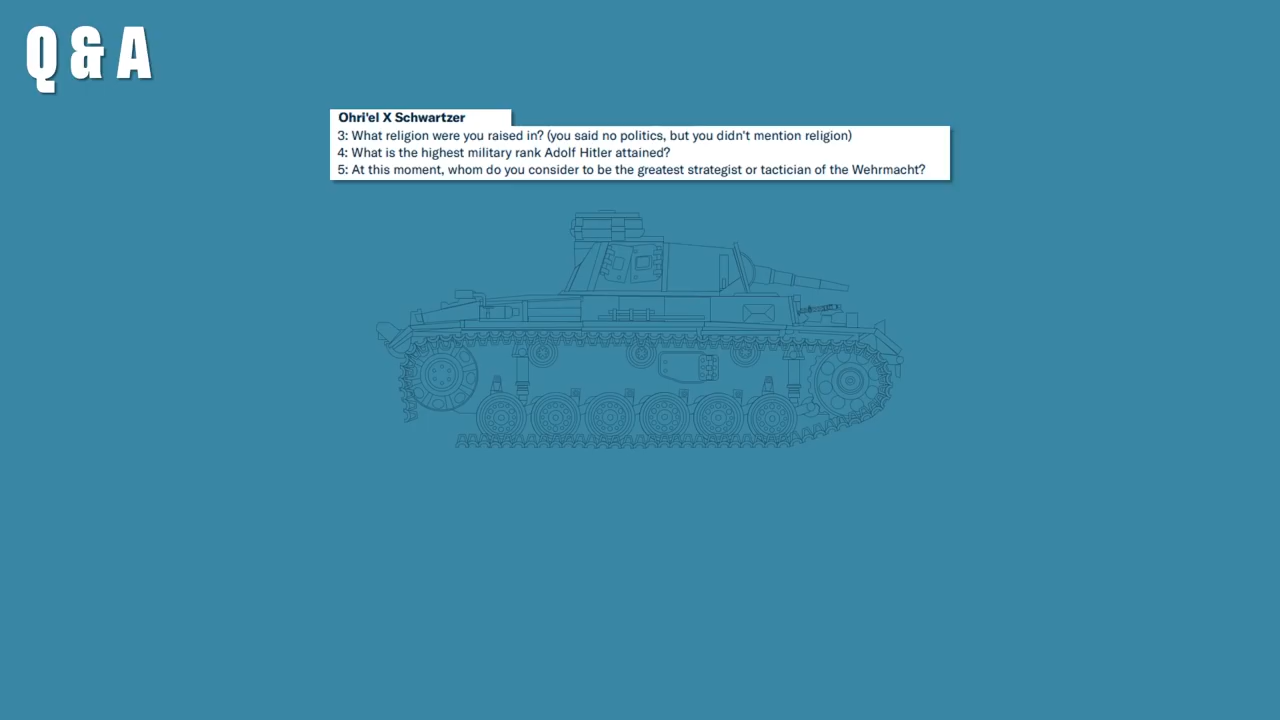 Q & A
Ohri'el X Schwartzer
3: What religion were you raised in? (you said no politics, but you didn't mention religion)
4: What is the highest military rank Adolf Hitler attained?
5: At this moment, whom do you consider to be the greatest strategist or tactician of the Wehrmacht?